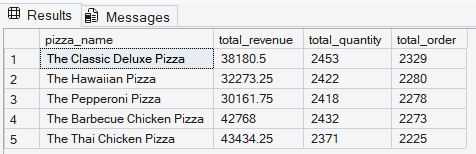 Results Messages
pizza_name total_revenue total_quantity total_order
1 The Classic Deluxe Pizza 38180.5 2453 2329
2 The Hawaiian Pizza 32273.25 2422 2280
3 The Pepperoni Pizza 30161.75 2418 2278
4 The Barbecue Chicken Pizza 42768 2432 2273
5 The Thai Chicken Pizza 43434.25 2371 2225